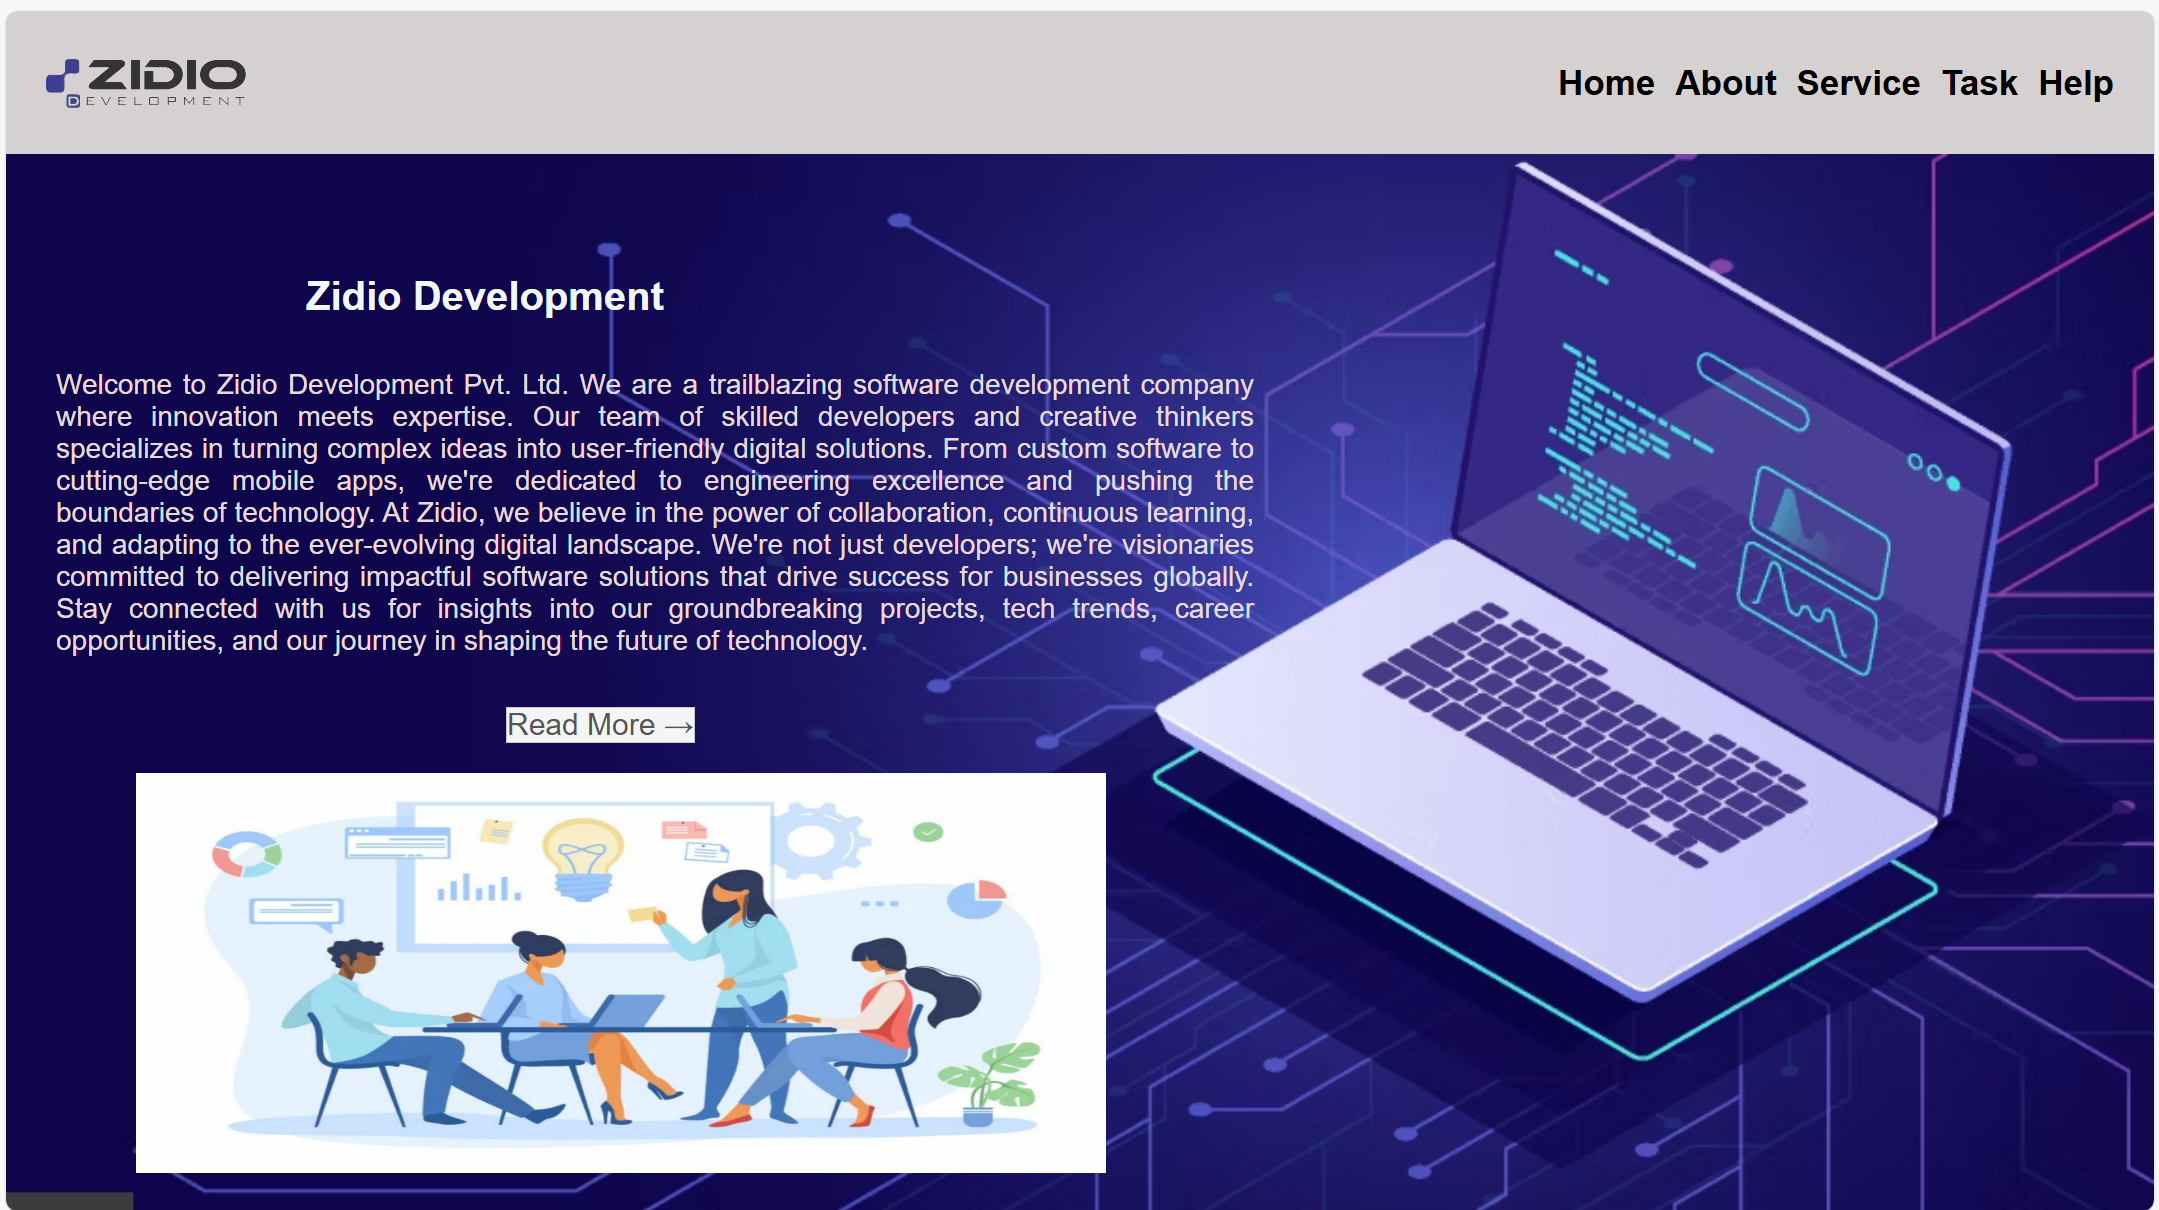 ZIDIO
DEVELOPMENT
Home About Service Task Help
Zidio Development
Welcome to Zidio Development Pvt. Ltd. We are a trailblazing software development company
where innovation meets expertise. Our team of skilled developers and creative thinkers
specializes in turning complex ideas into user-friendly digital solutions. From custom software to
cutting-edge mobile apps, we're dedicated to engineering excellence and pushing the
boundaries of technology. At Zidio, we believe in the power of collaboration, continuous learning,
and adapting to the ever-evolving digital landscape. We're not just developers; we're visionaries
committed to delivering impactful software solutions that drive success for businesses globally.
Stay connected with us for insights into our groundbreaking projects, tech trends, career
opportunities, and our journey in shaping the future of technology.
Read More →